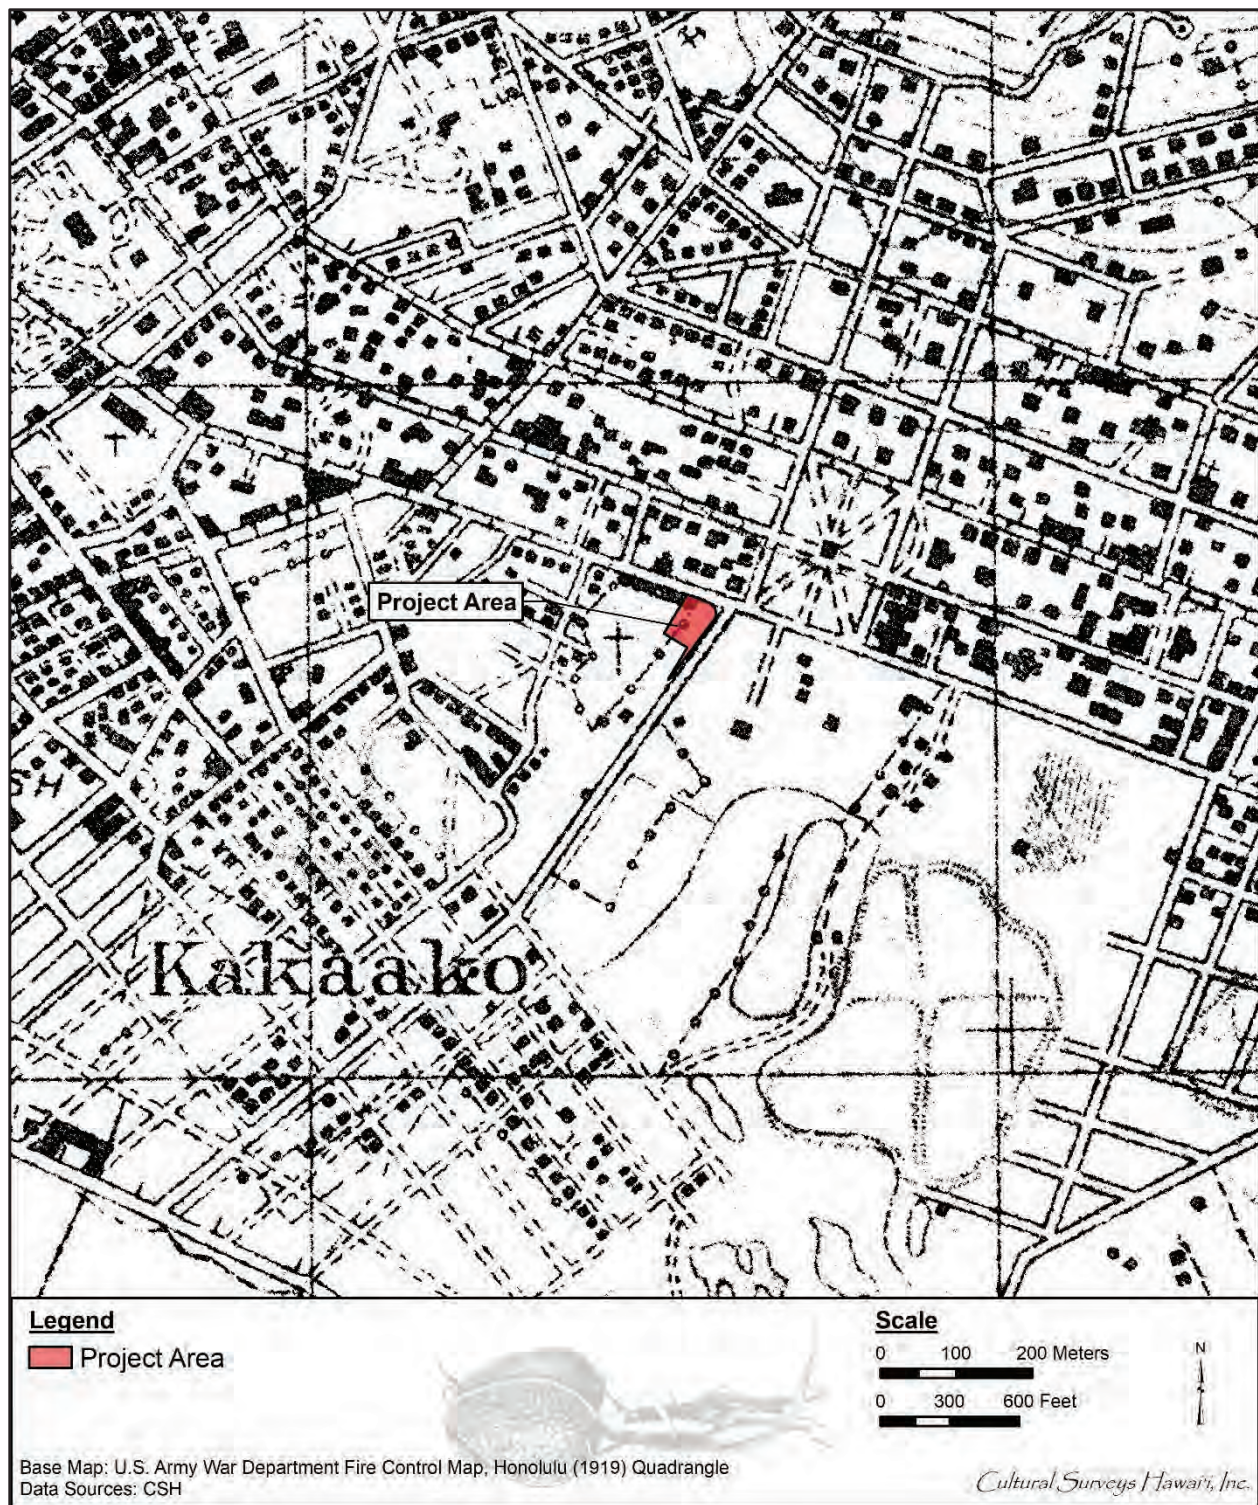 Project Area
SH
Kakaako
Legend
Project Area
Scale
0 100 200 Meters
0 300 600 Feet
N
Base Map: U.S. Army War Department Fire Control Map, Honolulu (1919) Quadrangle
Data Sources: CSH
Cultural Surveys Hawai'i, Inc.